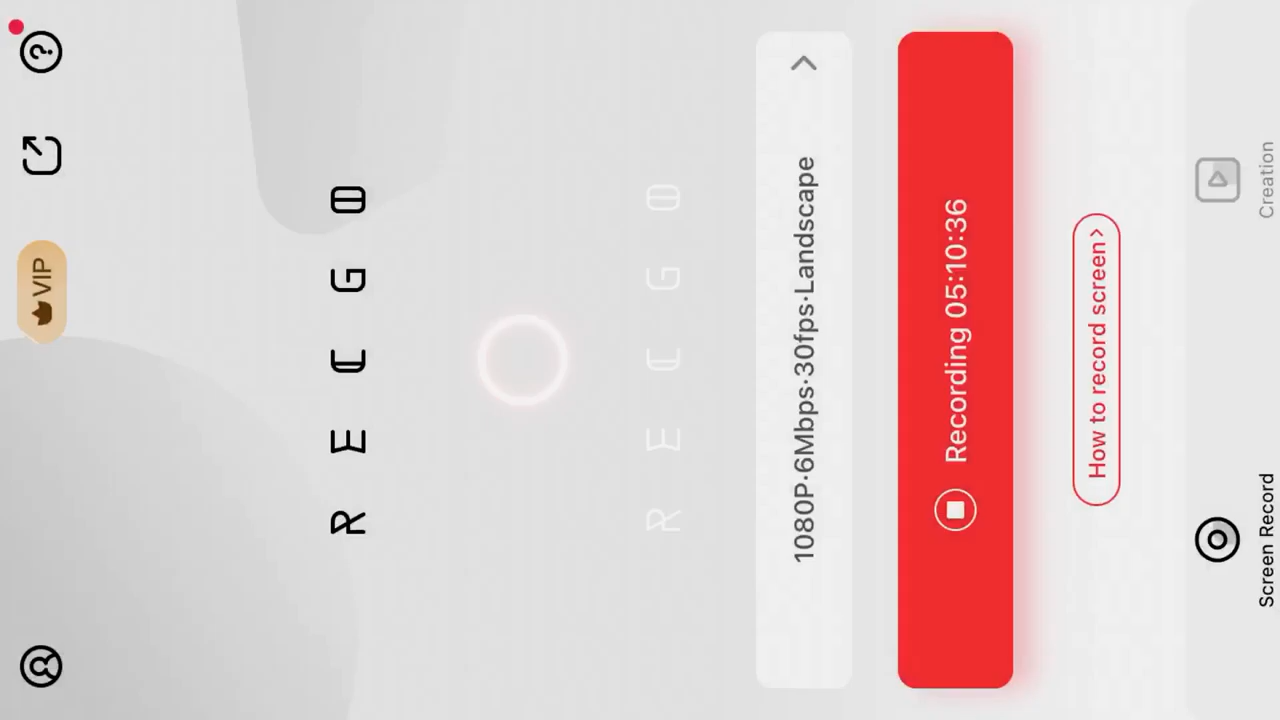 VIP
RECGO
RECGO
1080P·6Mbps·30fps·Landscape
Recording 05:10:36
How to record screen
Screen Record
Creation